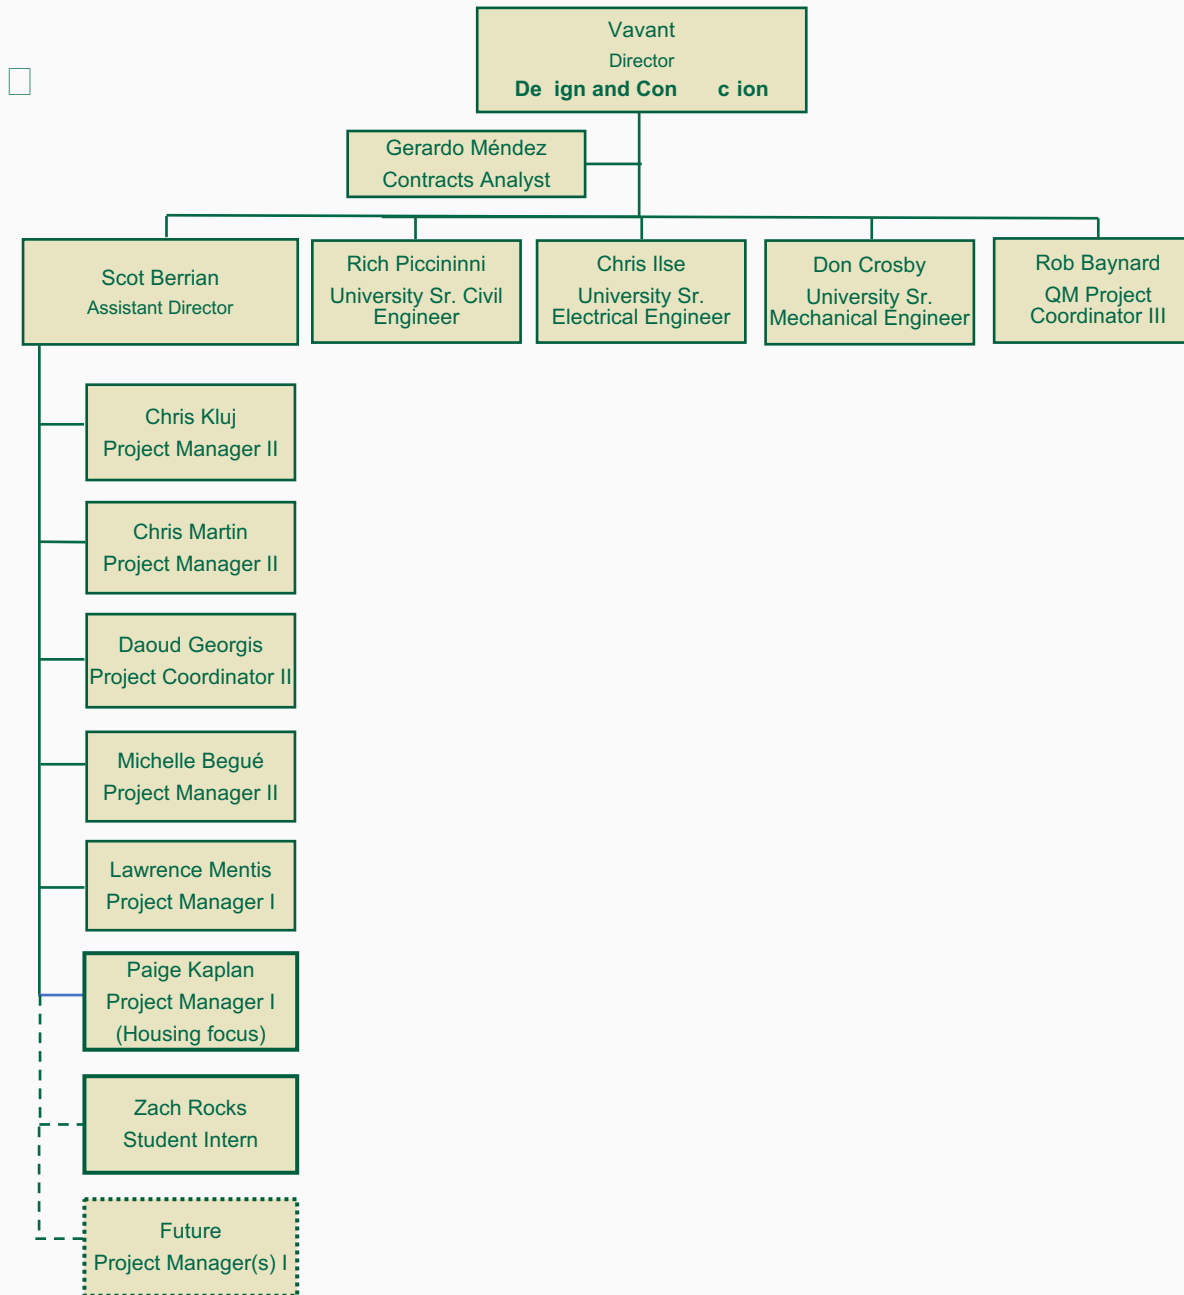 Vavant
Director
De ign and Con c ion
Gerardo Méndez
Contracts Analyst
Scot Berrian
Assistant Director
Rich Piccininni
University Sr. Civil
Engineer
Chris Ilse
University Sr.
Electrical Engineer
Don Crosby
University Sr.
Mechanical Engineer
Rob Baynard
QM Project
Coordinator III
Chris Kluj
Project Manager II
Chris Martin
Project Manager II
Daoud Georgis
Project Coordinator II
Michelle Begué
Project Manager II
Lawrence Mentis
Project Manager I
Paige Kaplan
Project Manager I
(Housing focus)
Zach Rocks
Student Intern
Future
Project Manager(s) I